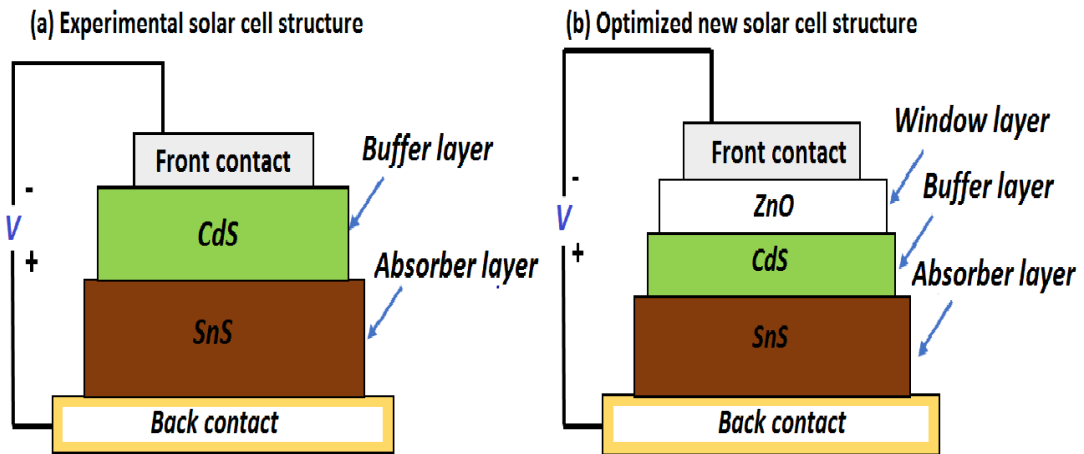 (a) Experimental solar cell structure
Front contact
Buffer layer
CdS
Absorber layer
SnS
Back contact
-
V
+
(b) Optimized new solar cell structure
Front contact
Window layer
ZnO
Buffer layer
CdS
Absorber layer
SnS
Back contact
-
V
+